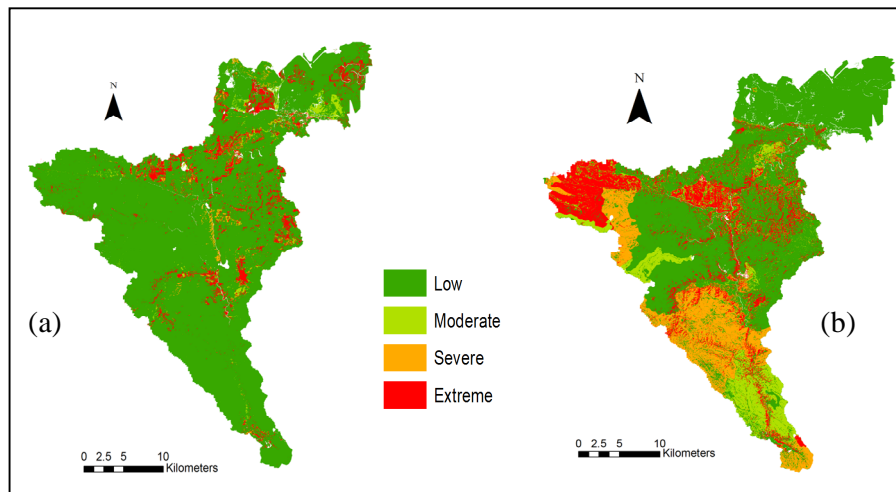 N
N
(a)
Low
Moderate
Severe
Extreme
(b)
0 2.5 5 10
Kilometers
0 2.5 5 10
Kilometers